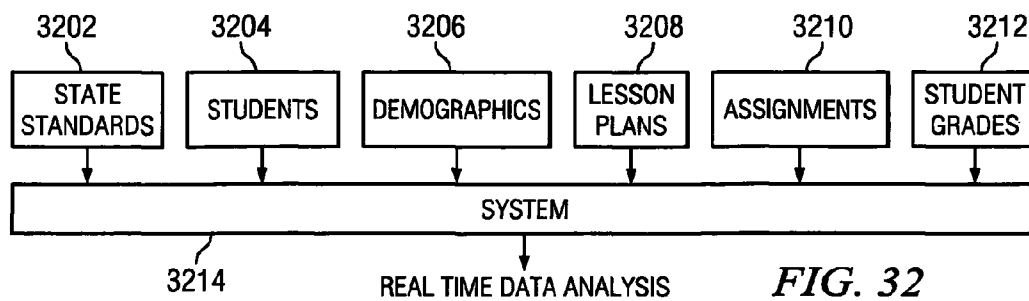 3202 3204 3206 3208 3210 3212
STATE STANDARDS
STUDENTS
DEMOGRAPHICS
LESSON PLANS
ASSIGNMENTS
STUDENT GRADES
SYSTEM
3214
REAL TIME DATA ANALYSIS
FIG. 32